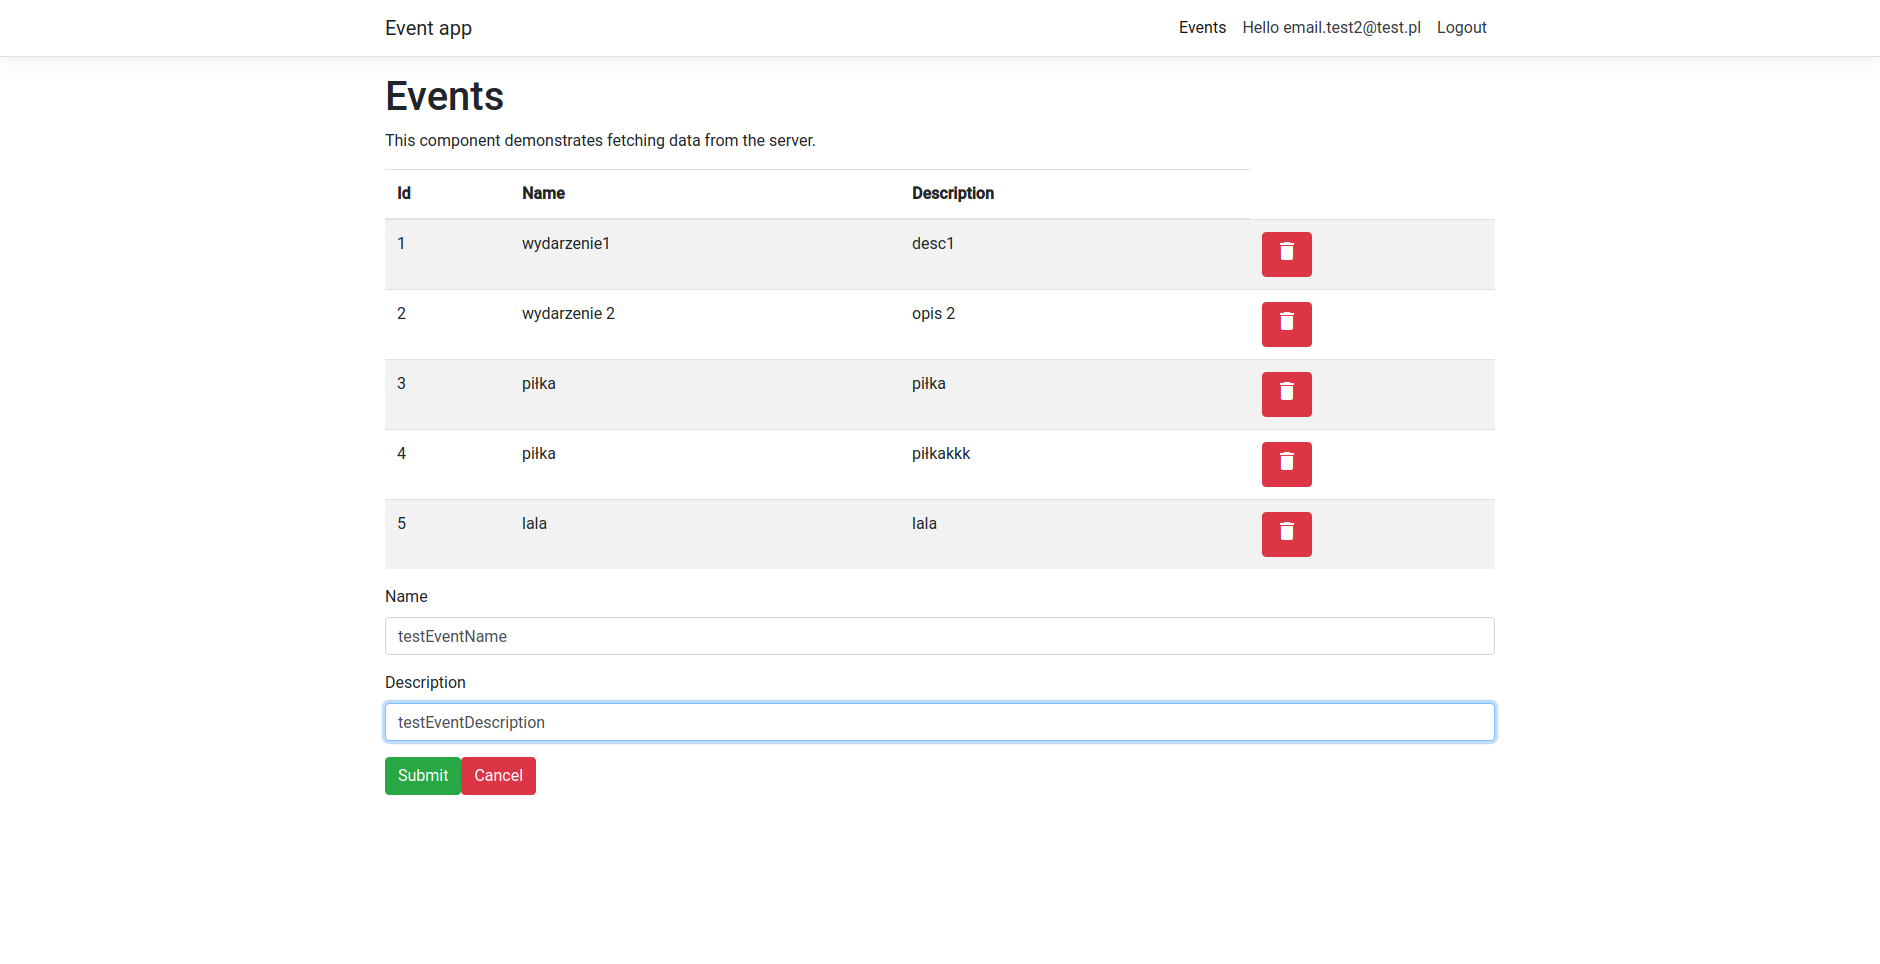 Event app Events Hello email.test2@test.pl Logout
Events
This component demonstrates fetching data from the server.
Id Name Description
1 wydarzenie1 desc1
2 wydarzenie 2 opis 2
3 piłka piłka
4 piłka piłkakkk
5 lala lala
Name
testEventName
Description
testEventDescription
Submit Cancel